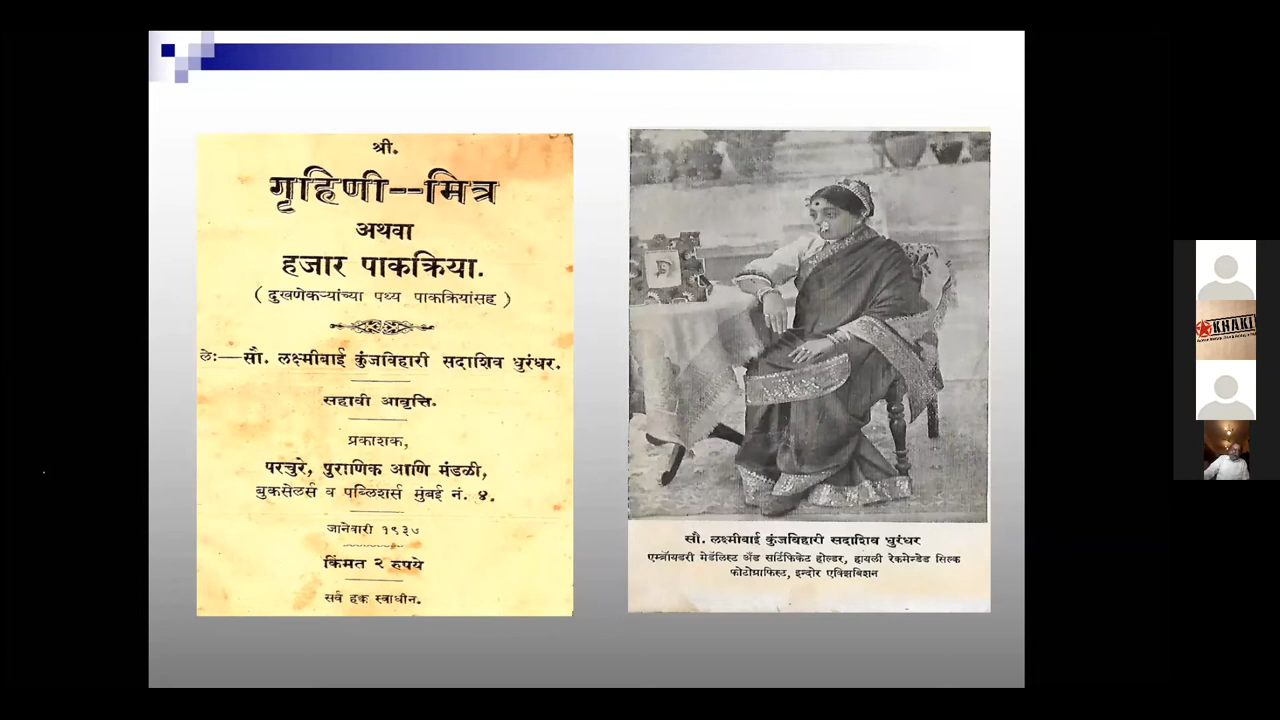 श्री.
गृहिणी--मित्र
अथवा
हजार पाकक्रिया.
( दुखणेकऱ्यांच्या पथ्य पाकक्रियांसह )
ले:—सौ. लक्ष्मीबाई कुंजविहारी सदाशिव धुरंधर.
सहावी आवृत्ति.
प्रकाशक,
परचुरे, पुराणिक आणि मंडळी,
बुकसेलर्स व पब्लिशर्स मुंबई नं. ४.
जानेवारी १९३७
किंमत २ रुपये
सर्व हक्क स्वाधीन.
सौ. लक्ष्मीबाई कुंजविहारी सदाशिव धुरंधर
एम्ब्रॉयडरी मेडॅलिस्ट अँड सर्टिफिकेट होल्डर, हायली रेकमेन्डेड सिल्क
फोटोग्राफिस्ट, इन्दोर एक्झिबिशन
KHAKI